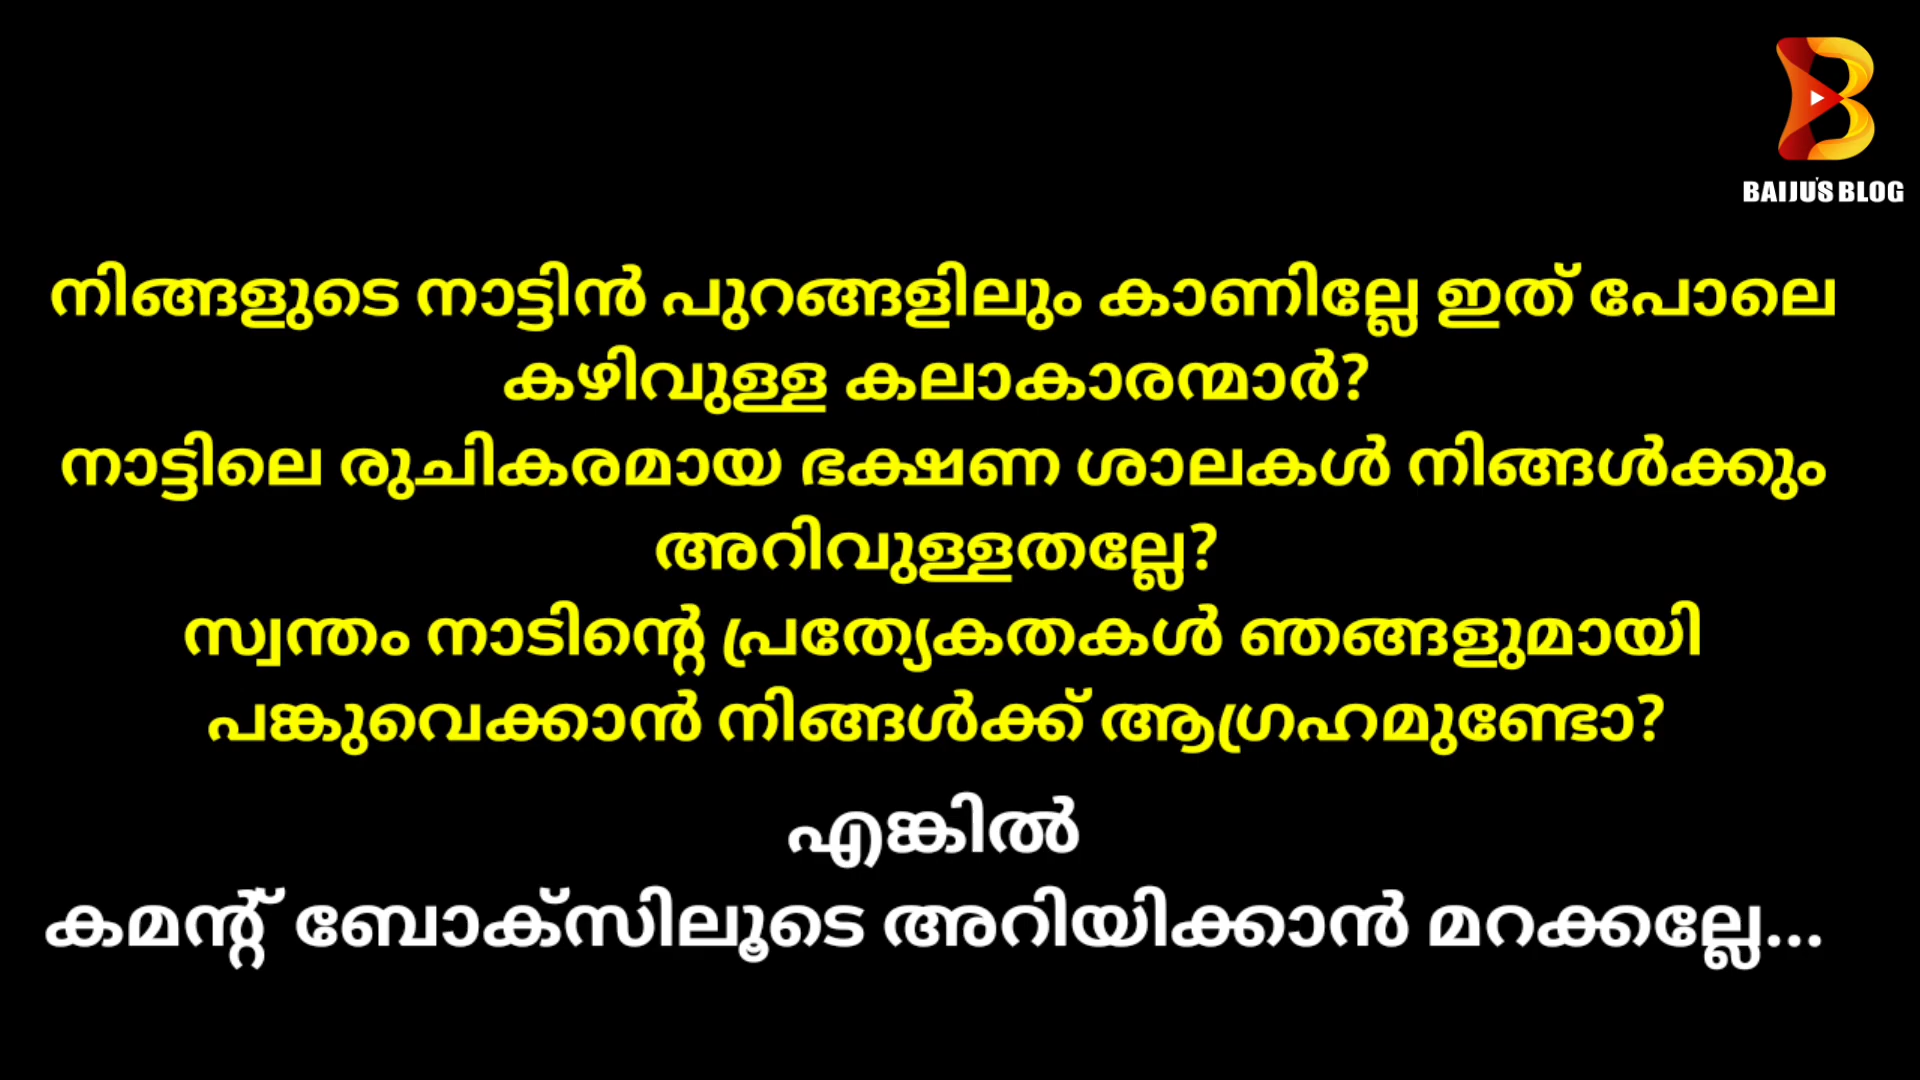 BAIJU'S BLOG
നിങ്ങളുടെ നാട്ടിൻ പുറങ്ങളിലും കാണില്ലേ ഇത് പോലെ
കഴിവുള്ള കലാകാരന്മാർ?
നാട്ടിലെ രുചികരമായ ഭക്ഷണ ശാലകൾ നിങ്ങൾക്കും
അറിവുള്ളതല്ലേ?
സ്വന്തം നാടിന്റെ പ്രത്യേകതകൾ ഞങ്ങളുമായി
പങ്കുവെക്കാൻ നിങ്ങൾക്ക് ആഗ്രഹമുണ്ടോ?
എങ്കിൽ
കമന്റ് ബോക്സിലൂടെ അറിയിക്കാൻ മറക്കല്ലേ...